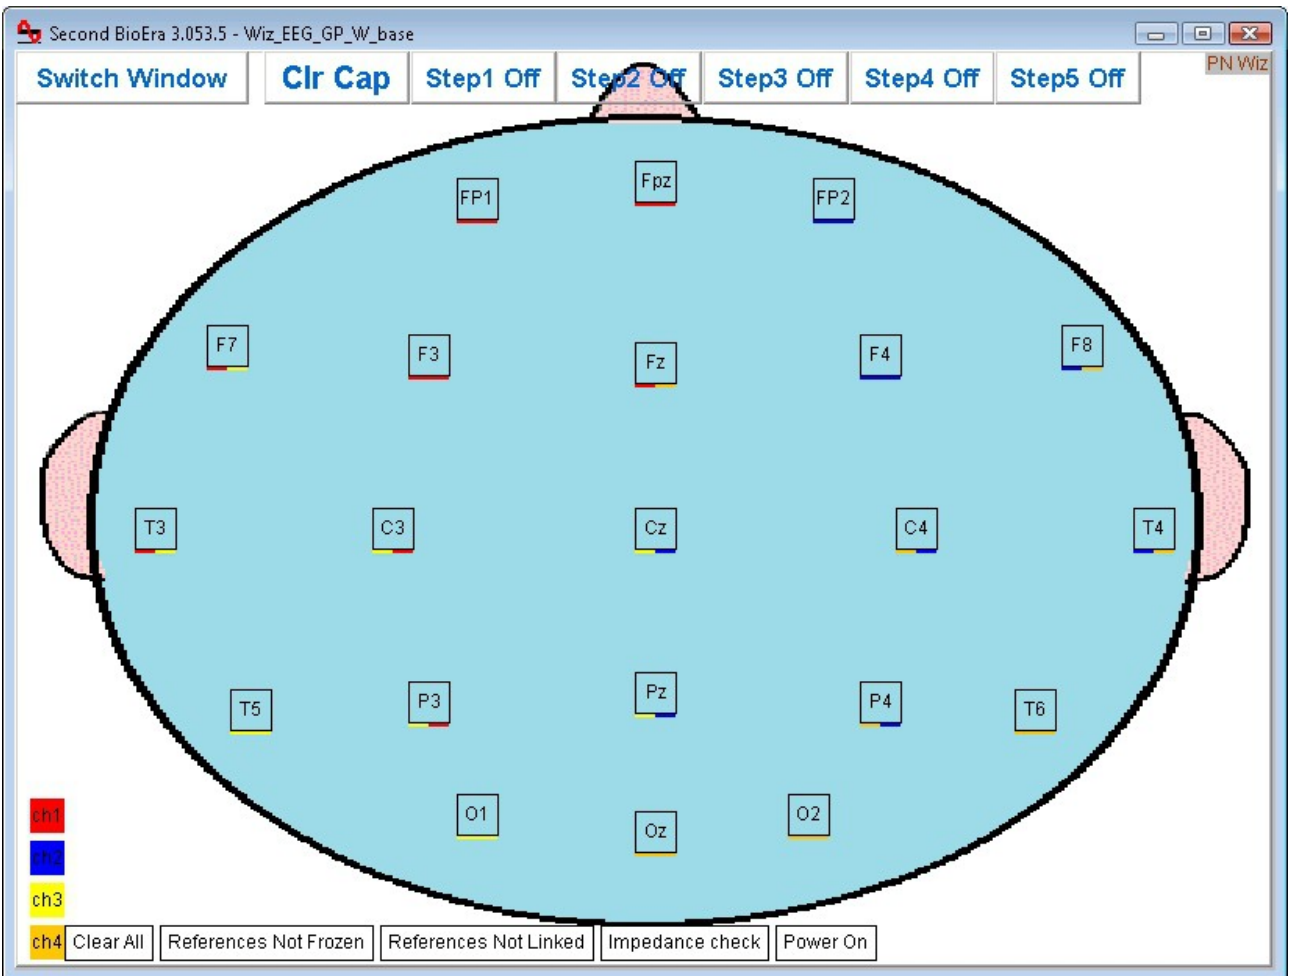 Second BioEra 3.053.5 - Wiz_EEG_GP_W_base
Switch Window Clr Cap Step1 Off Step2 Off Step3 Off Step4 Off Step5 Off PN Wiz
FP1 Fpz FP2
F7 F3 Fz F4 F8
T3 C3 Cz C4 T4
T5 P3 Pz P4 T6
O1 Oz O2
ch1
ch2
ch3
ch4 Clear All References Not Frozen References Not Linked Impedance check Power On